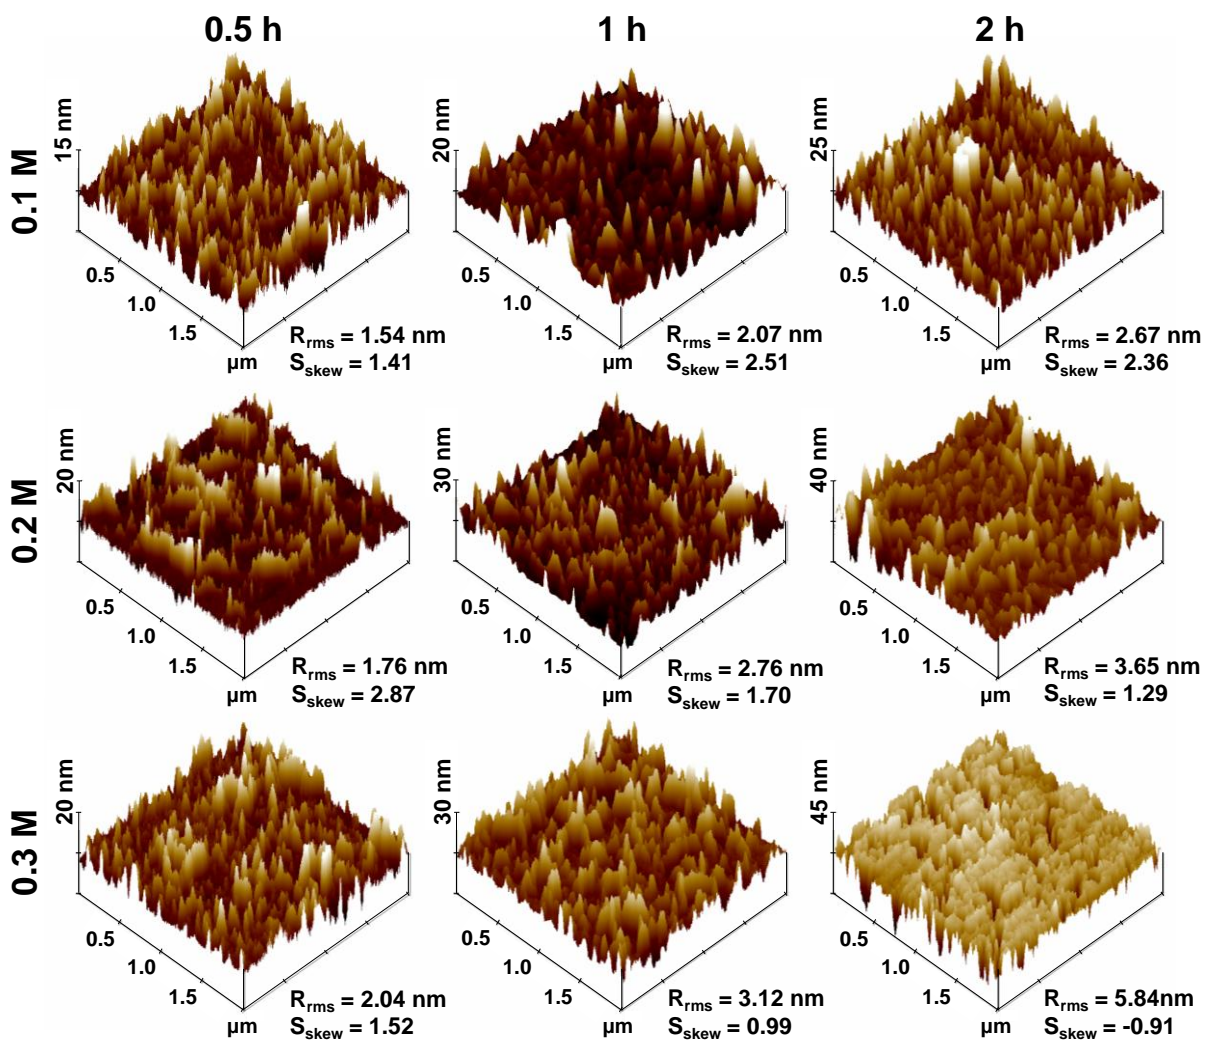 0.5 h 1 h 2 h
0.1 M
15 nm
0.5
1.0
1.5
µm
Rrms = 1.54 nm
Sskew = 1.41
20 nm
0.5
1.0
1.5
µm
Rrms = 2.07 nm
Sskew = 2.51
25 nm
0.5
1.0
1.5
µm
Rrms = 2.67 nm
Sskew = 2.36
0.2 M
20 nm
0.5
1.0
1.5
µm
Rrms = 1.76 nm
Sskew = 2.87
30 nm
0.5
1.0
1.5
µm
Rrms = 2.76 nm
Sskew = 1.70
40 nm
0.5
1.0
1.5
µm
Rrms = 3.65 nm
Sskew = 1.29
0.3 M
20 nm
0.5
1.0
1.5
µm
Rrms = 2.04 nm
Sskew = 1.52
30 nm
0.5
1.0
1.5
µm
Rrms = 3.12 nm
Sskew = 0.99
45 nm
0.5
1.0
1.5
µm
Rrms = 5.84nm
Sskew = -0.91